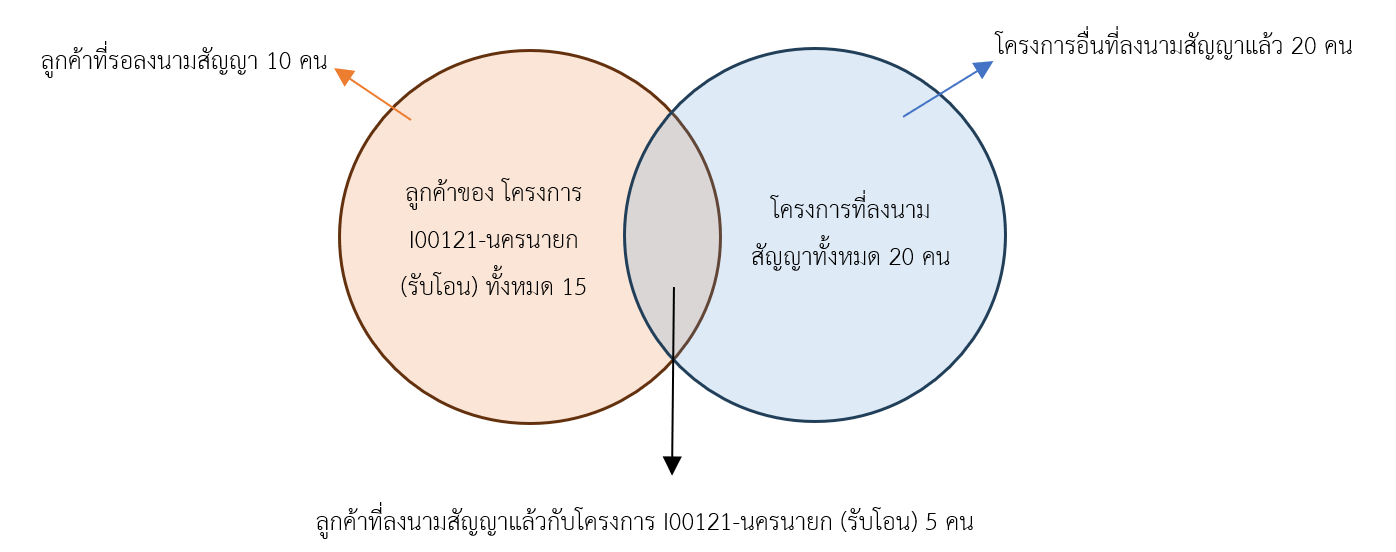 ลูกค้าที่รอลงนามสัญญา 10 คน
โครงการอื่นที่ลงนามสัญญาแล้ว 20 คน
ลูกค้าของ โครงการ
I00121-นครนายก
(รับโอน) ทั้งหมด 15
โครงการที่ลงนาม
สัญญาทั้งหมด 20 คน
ลูกค้าที่ลงนามสัญญาแล้วกับโครงการ I00121-นครนายก (รับโอน) 5 คน